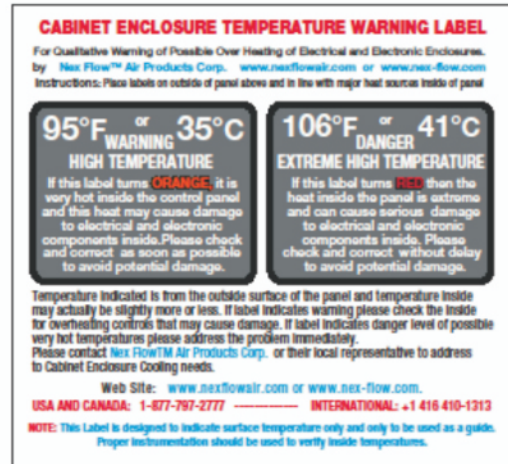 CABINET ENCLOSURE TEMPERATURE WARNING LABEL
For Qualitative Warning of Possible Over Heating of Electrical and Electronic Enclosures.
by Nex Flow™ Air Products Corp. www.nexflowair.com or www.nex-flow.com
Instructions: Place labels on outside of panel above and in line with major heat sources inside of panel
95°F or 35°C
WARNING
HIGH TEMPERATURE
If this label turns ORANGE, it is
very hot inside the control panel
and this heat may cause damage
to electrical and electronic
components inside.Please check
and correct as soon as possible
to avoid potential damage.
106°F or 41°C
DANGER
EXTREME HIGH TEMPERATURE
If this label turns RED then the
heat inside the panel is extreme
and can cause serious damage
to electrical and electronic
components inside. Please
check and correct without delay
to avoid potential damage.
Temperature indicated is from the outside surface of the panel and temperature inside
may actually be slightly more or less. If label indicates warning please check the inside
for overheating controls that may cause damage. If label indicates danger level of possible
very hot temperatures please address the problem immediately.
Please contact Nex FlowTM Air Products Corp. or their local representative to address
to Cabinet Enclosure Cooling needs.
Web Site: www.nexflowair.com or www.nex-flow.com.
USA AND CANADA: 1-877-797-2777 -------------- INTERNATIONAL: +1 416 410-1313
NOTE: This Label is designed to indicate surface temperature only and only to be used as a guide.
Proper instrumentation should be used to verify inside temperatures.